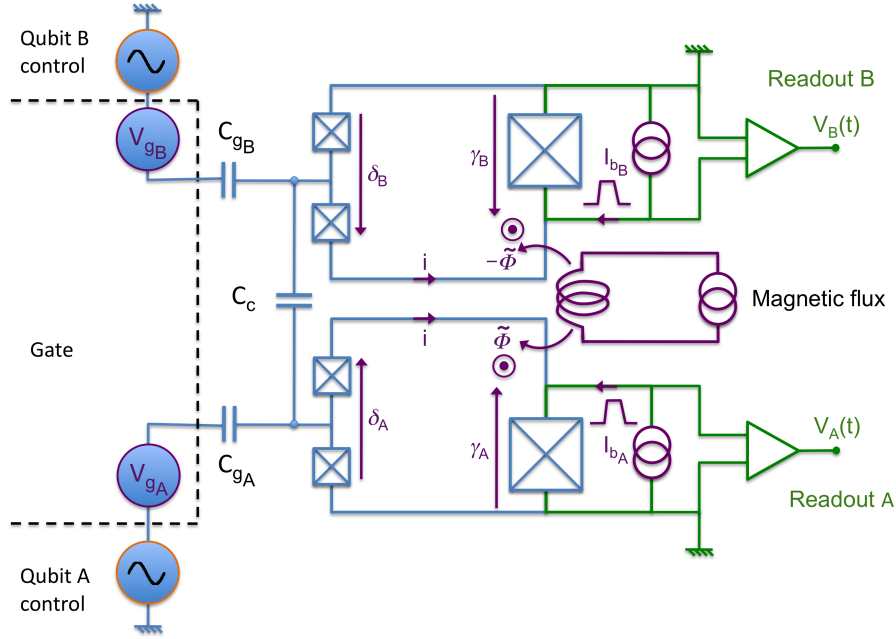 Qubit B
control
Readout B
V_B(t)
V_gB
C_gB
δ_B
γ_B
I_bB
i
−Φ̃
C_c
Magnetic flux
Gate
i
Φ̃
δ_A
γ_A
I_bA
V_A(t)
C_gA
V_gA
Readout A
Qubit A
control